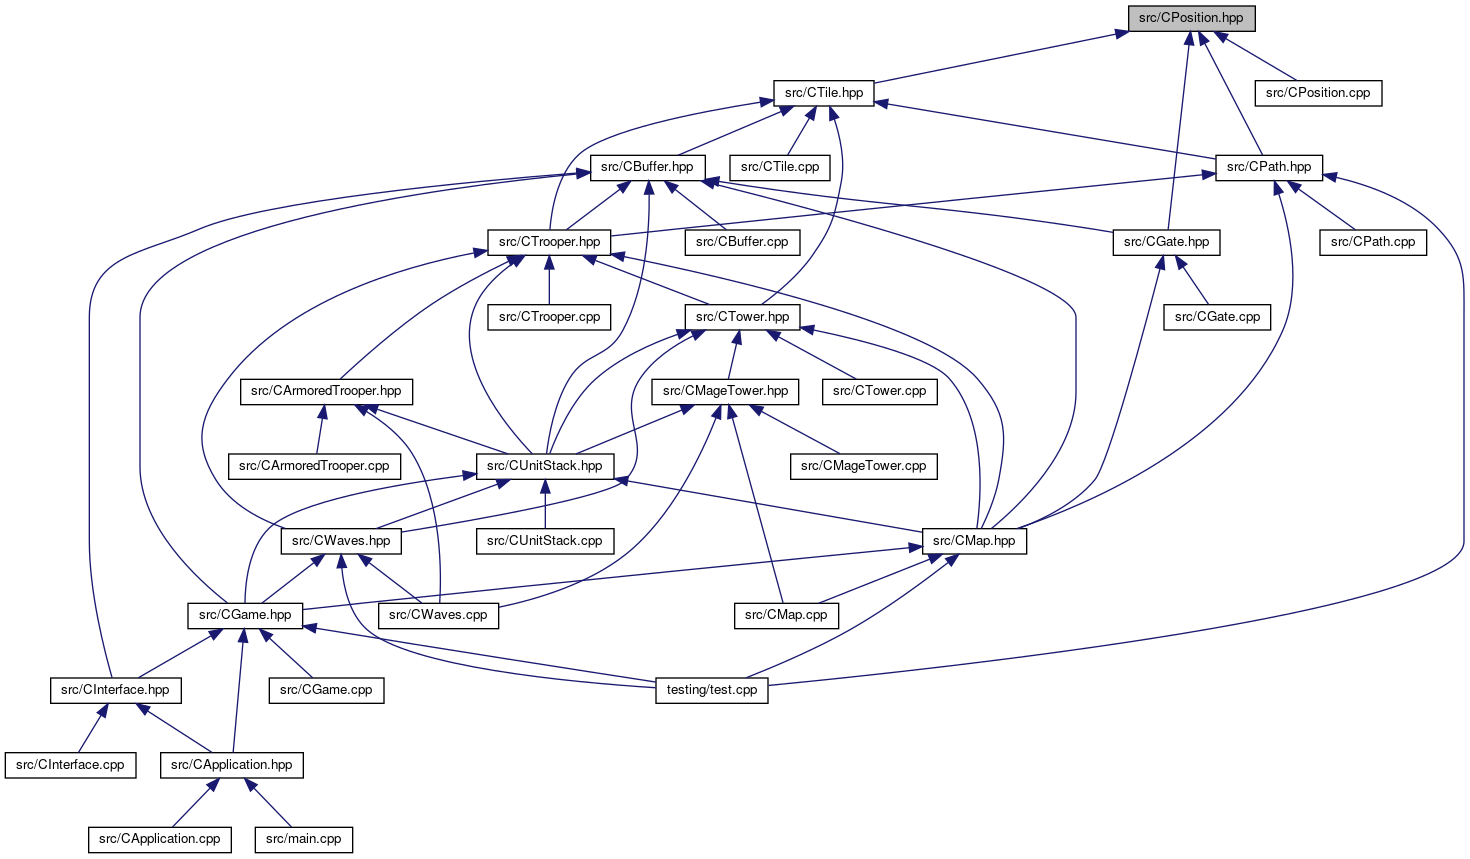 src/CPosition.hpp
src/CTile.hpp
src/CPosition.cpp
src/CBuffer.hpp
src/CTile.cpp
src/CPath.hpp
src/CTrooper.hpp
src/CBuffer.cpp
src/CGate.hpp
src/CPath.cpp
src/CTrooper.cpp
src/CTower.hpp
src/CGate.cpp
src/CArmoredTrooper.hpp
src/CMageTower.hpp
src/CTower.cpp
src/CArmoredTrooper.cpp
src/CUnitStack.hpp
src/CMageTower.cpp
src/CWaves.hpp
src/CUnitStack.cpp
src/CMap.hpp
src/CGame.hpp
src/CWaves.cpp
src/CMap.cpp
src/CInterface.hpp
src/CGame.cpp
testing/test.cpp
src/CInterface.cpp
src/CApplication.hpp
src/CApplication.cpp
src/main.cpp